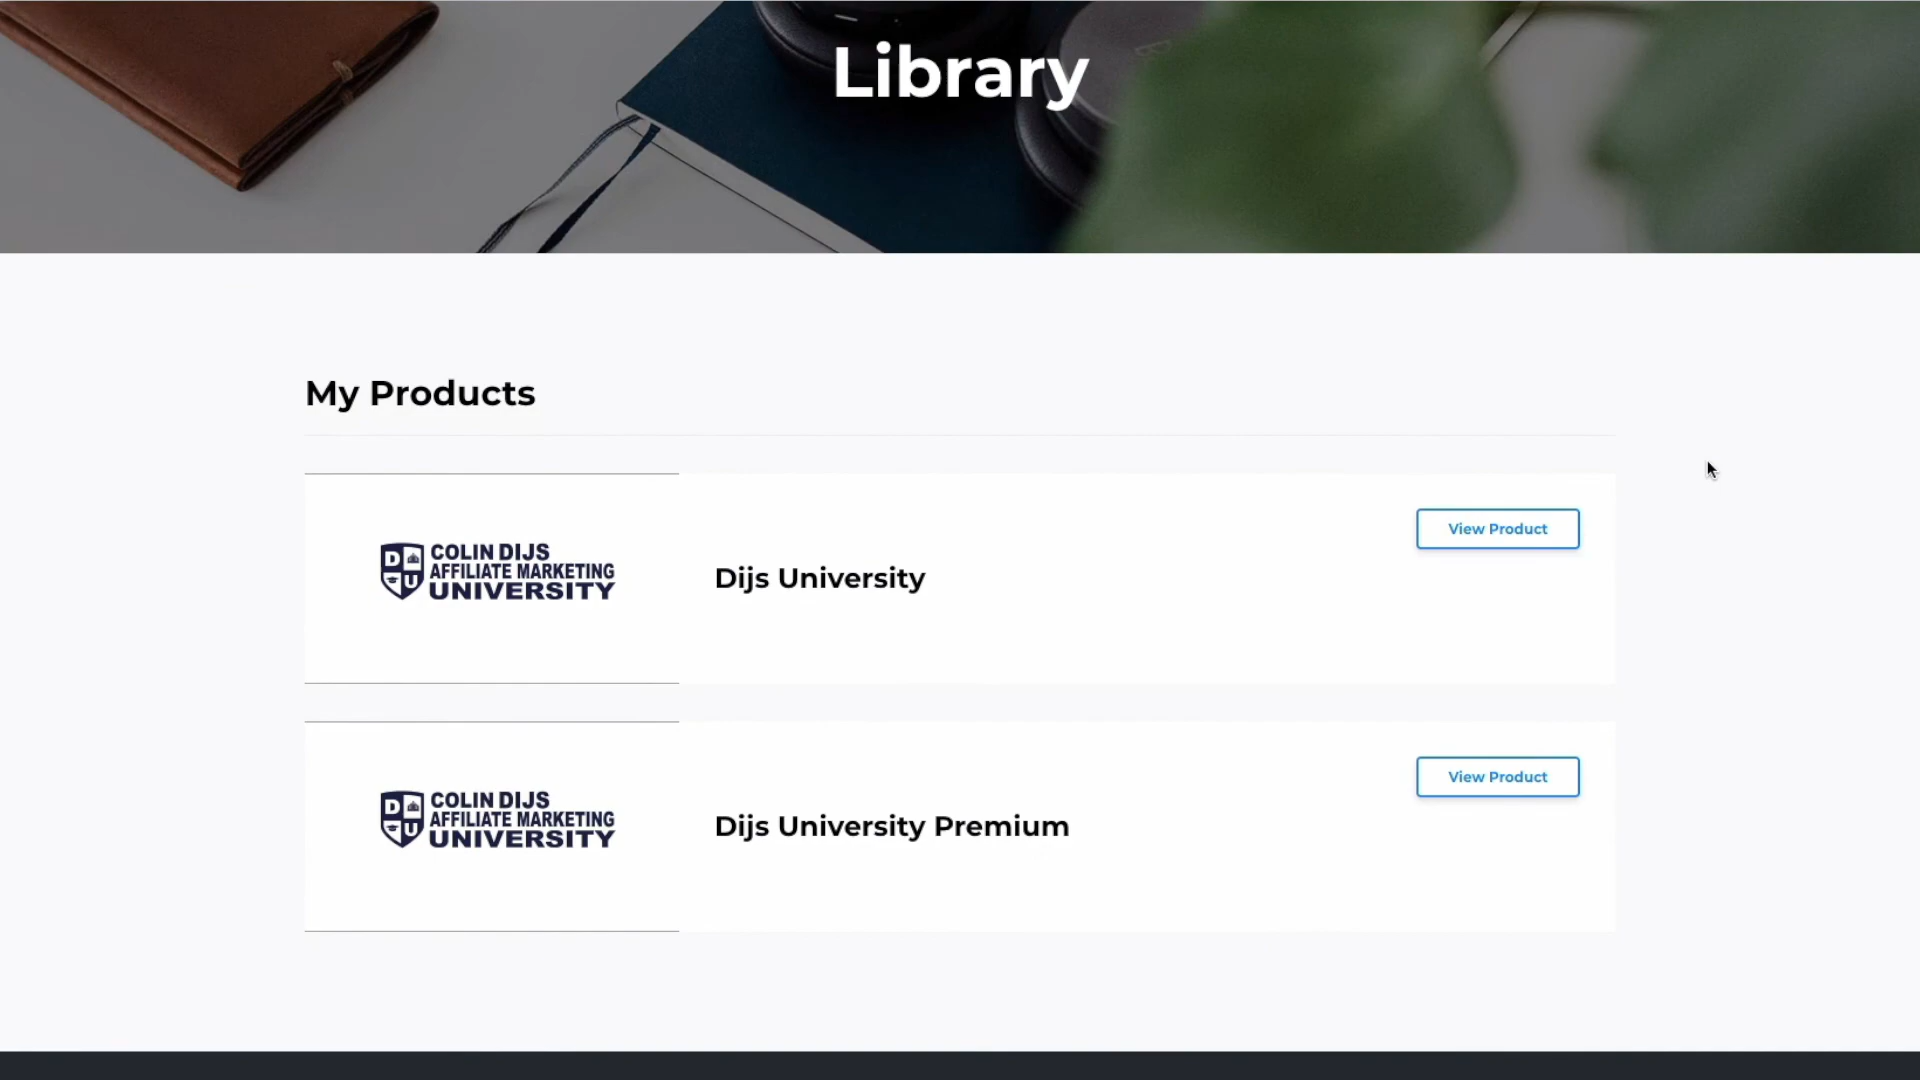 Library
My Products
D
U
COLIN DIJS
AFFILIATE MARKETING
UNIVERSITY
Dijs University
View Product
D
U
COLIN DIJS
AFFILIATE MARKETING
UNIVERSITY
Dijs University Premium
View Product